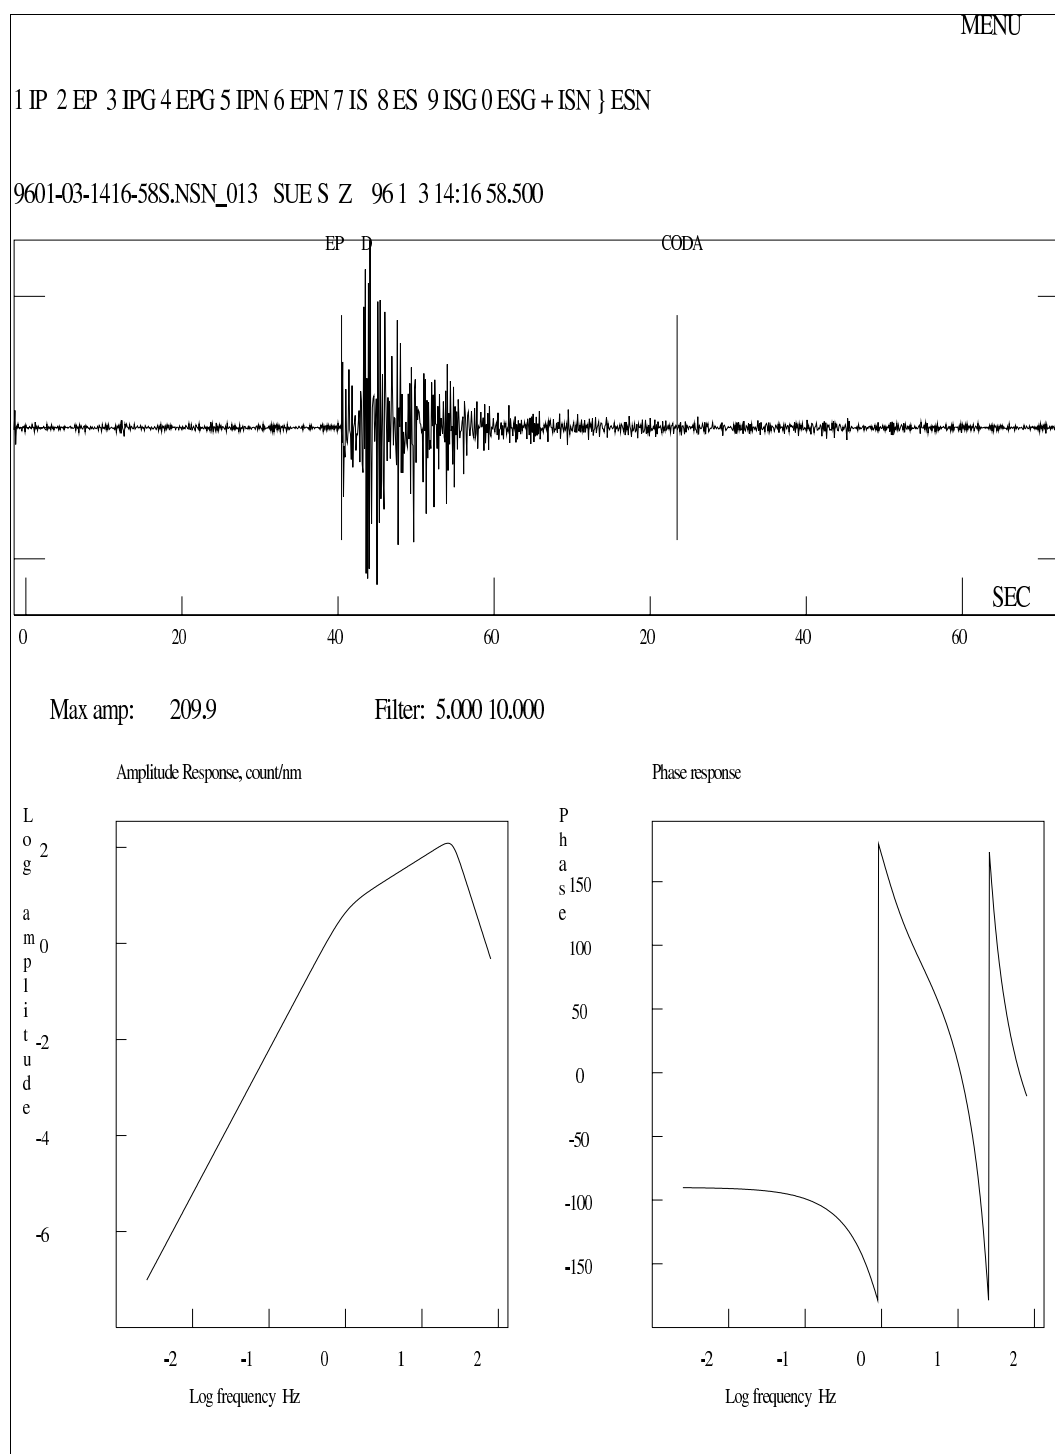 MENU
1 IP 2 EP 3 IPG 4 EPG 5 IPN 6 EPN 7 IS 8 ES 9 ISG 0 ESG + ISN } ESN
9601-03-1416-58S.NSN_013 SUE S Z 96 1 3 14:16 58.500
EP D CODA
SEC
0 20 40 60 20 40 60
Max amp: 209.9 Filter: 5.000 10.000
Amplitude Response, count/nm
Log amplitude
2
0
-2
-4
-6
-2 -1 0 1 2
Log frequency Hz
Phase response
Phase
150
100
50
0
-50
-100
-150
-2 -1 0 1 2
Log frequency Hz